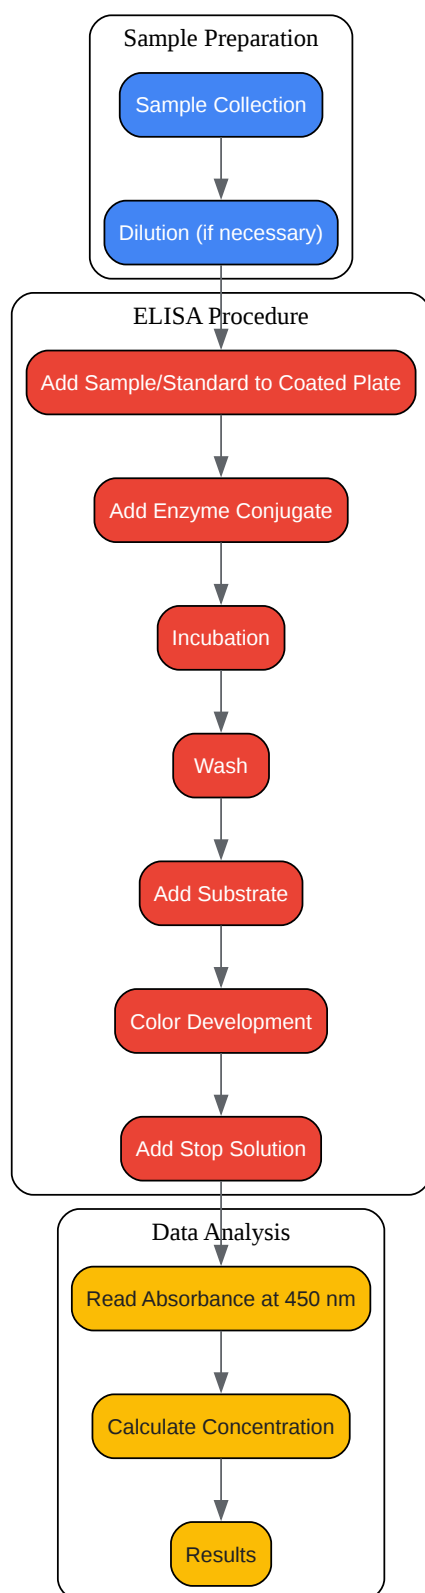 Sample Preparation
Sample Collection
Dilution (if necessary)
ELISA Procedure
Add Sample/Standard to Coated Plate
Add Enzyme Conjugate
Incubation
Wash
Add Substrate
Color Development
Add Stop Solution
Data Analysis
Read Absorbance at 450 nm
Calculate Concentration
Results